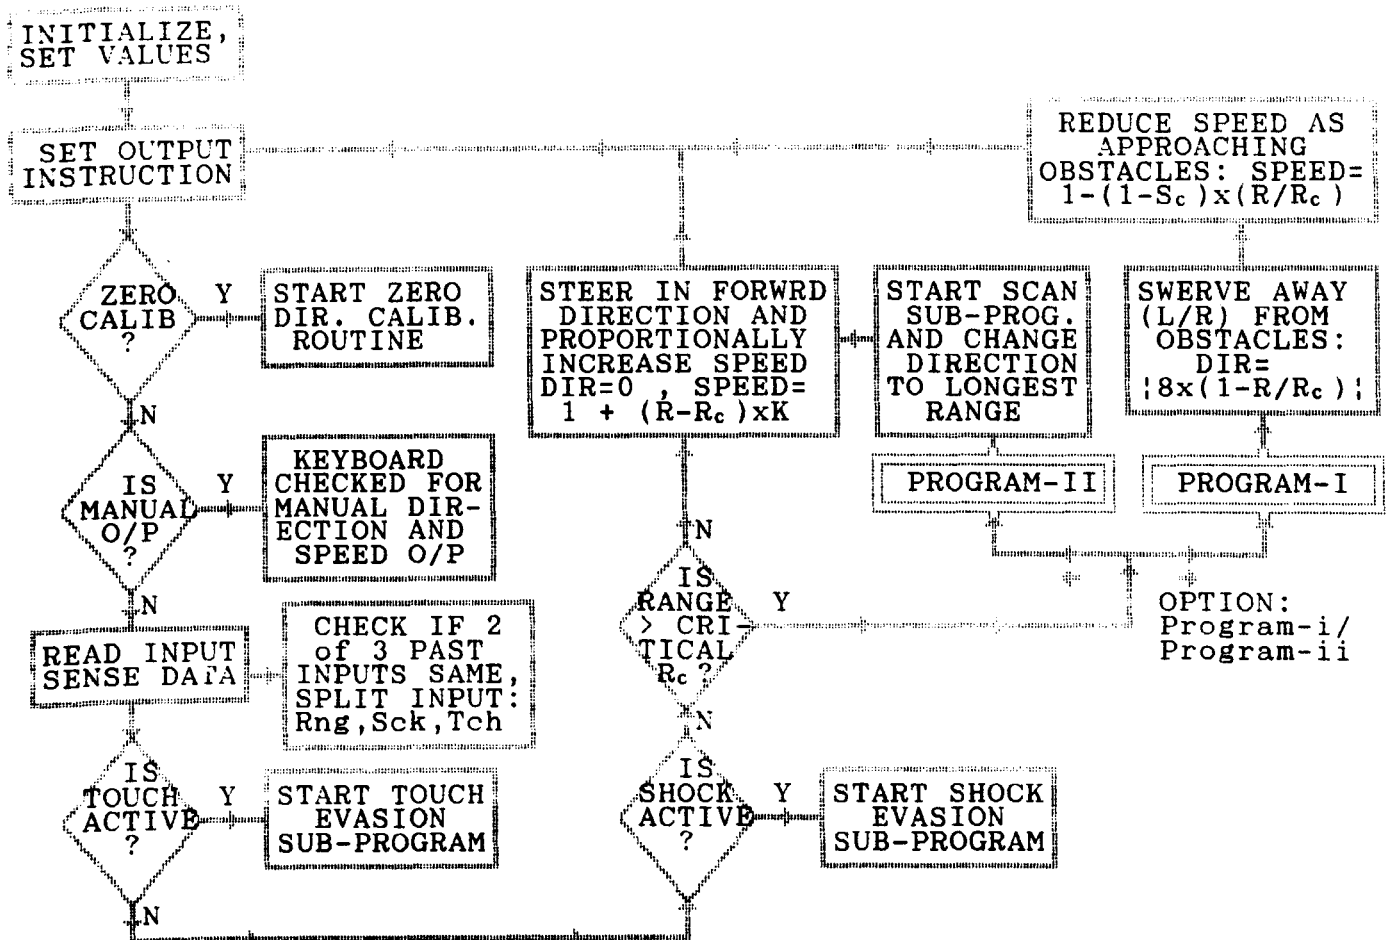 INITIALIZE,
SET VALUES
SET OUTPUT
INSTRUCTION
ZERO
CALIB
?
Y
START ZERO
DIR. CALIB.
ROUTINE
N
IS
MANUAL
O/P
?
Y
KEYBOARD
CHECKED FOR
MANUAL DIR-
ECTION AND
SPEED O/P
N
READ INPUT
SENSE DATA
CHECK IF 2
of 3 PAST
INPUTS SAME,
SPLIT INPUT:
Rng,Sck,Tch
IS
TOUCH
ACTIVE
?
Y
START TOUCH
EVASION
SUB-PROGRAM
N
IS
SHOCK
ACTIVE
?
Y
START SHOCK
EVASION
SUB-PROGRAM
N
IS
RANGE
> CRI-
TICAL
Rc ?
Y
N
STEER IN FORWRD
DIRECTION AND
PROPORTIONALLY
INCREASE SPEED
DIR=0 , SPEED=
1 + (R-Rc)xK
START SCAN
SUB-PROG.
AND CHANGE
DIRECTION
TO LONGEST
RANGE
PROGRAM-II
REDUCE SPEED AS
APPROACHING
OBSTACLES: SPEED=
1-(1-Sc)x(R/Rc)
SWERVE AWAY
(L/R) FROM
OBSTACLES:
DIR=
¦8x(1-R/Rc)¦
PROGRAM-I
OPTION:
Program-i/
Program-ii